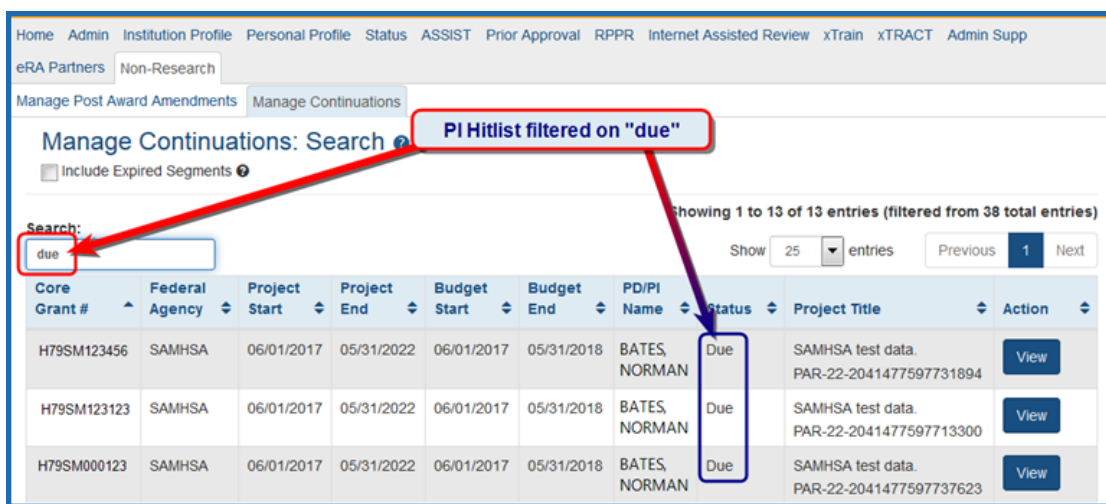 Home Admin Institution Profile Personal Profile Status ASSIST Prior Approval RPPR Internet Assisted Review xTrain xTRACT Admin Supp
eRA Partners Non-Research
Manage Post Award Amendments Manage Continuations
PI Hitlist filtered on "due"
Manage Continuations: Search
Include Expired Segments
Showing 1 to 13 of 13 entries (filtered from 38 total entries)
Search:
due
Show 25 entries Previous 1 Next
Core Grant # Federal Agency Project Start Project End Budget Start Budget End PD/PI Name Status Project Title Action
H79SM123456 SAMHSA 06/01/2017 05/31/2022 06/01/2017 05/31/2018 BATES, NORMAN Due SAMHSA test data. PAR-22-2041477597731894 View
H79SM123123 SAMHSA 06/01/2017 05/31/2022 06/01/2017 05/31/2018 BATES, NORMAN Due SAMHSA test data. PAR-22-2041477597713300 View
H79SM000123 SAMHSA 06/01/2017 05/31/2022 06/01/2017 05/31/2018 BATES, NORMAN Due SAMHSA test data. PAR-22-2041477597737623 View